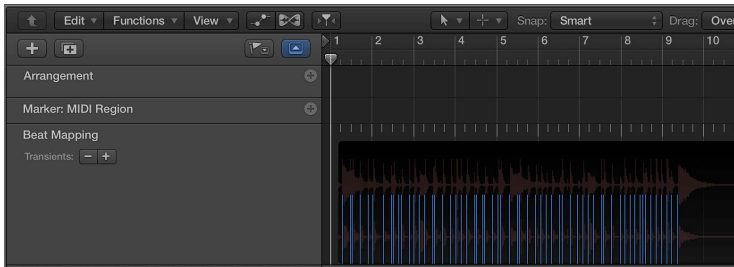 Edit Functions View Snap: Smart Drag: Over
1 2 3 4 5 6 7 8 9 10
Arrangement
Marker: MIDI Region
Beat Mapping
Transients: